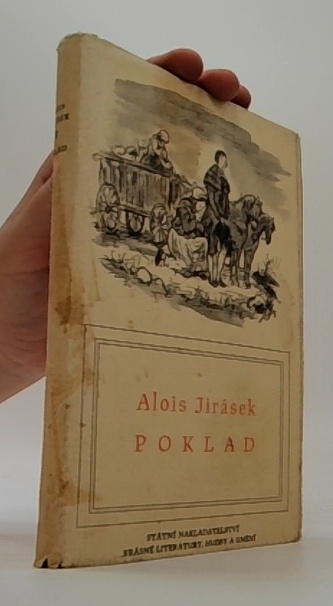 Alois Jirásek
POKLAD
STÁTNÍ NAKLADATELSTVÍ
KRÁSNÉ LITERATURY, HUDBY A UMĚNÍ